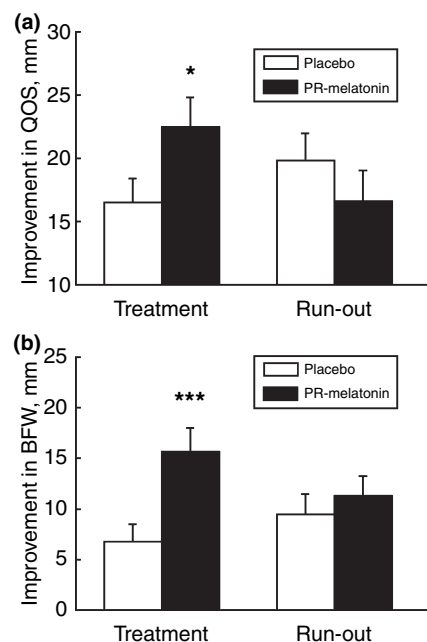 (a)
30
25
20
15
10
Improvement in QOS, mm
*
Placebo
PR-melatonin
Treatment Run-out
(b)
25
20
15
10
5
0
Improvement in BFW, mm
***
Placebo
PR-melatonin
Treatment Run-out